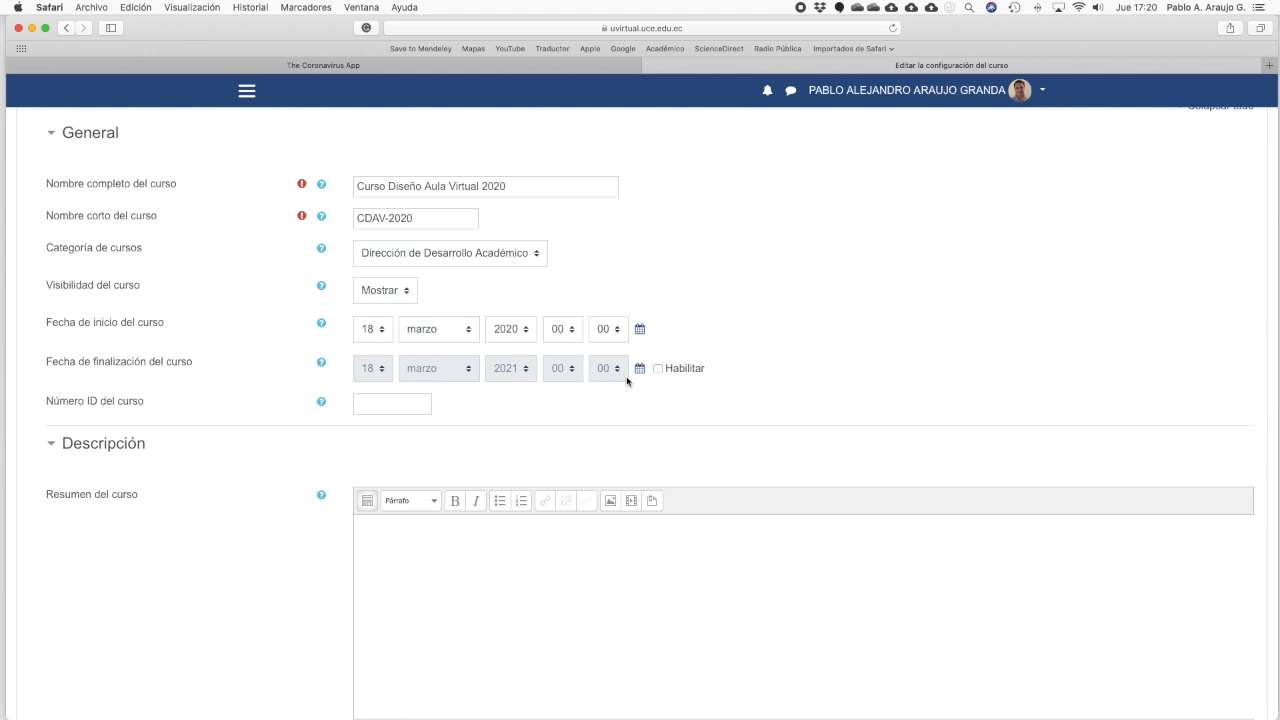 Safari Archivo Edición Visualización Historial Marcadores Ventana Ayuda Jue 17:20 Pablo A. Araujo G.
uvirtual.uce.edu.ec
Save to Mendeley Mapas YouTube Traductor Apple Google Académico ScienceDirect Radio Pública Importados de Safari
The Coronavirus App Editar la configuración del curso
PABLO ALEJANDRO ARAUJO GRANDA
Colapsar todo
General
Nombre completo del curso Curso Diseño Aula Virtual 2020
Nombre corto del curso CDAV-2020
Categoría de cursos Dirección de Desarrollo Académico
Visibilidad del curso Mostrar
Fecha de inicio del curso 18 marzo 2020 00 00
Fecha de finalización del curso 18 marzo 2021 00 00 Habilitar
Número ID del curso
Descripción
Resumen del curso Párrafo B I